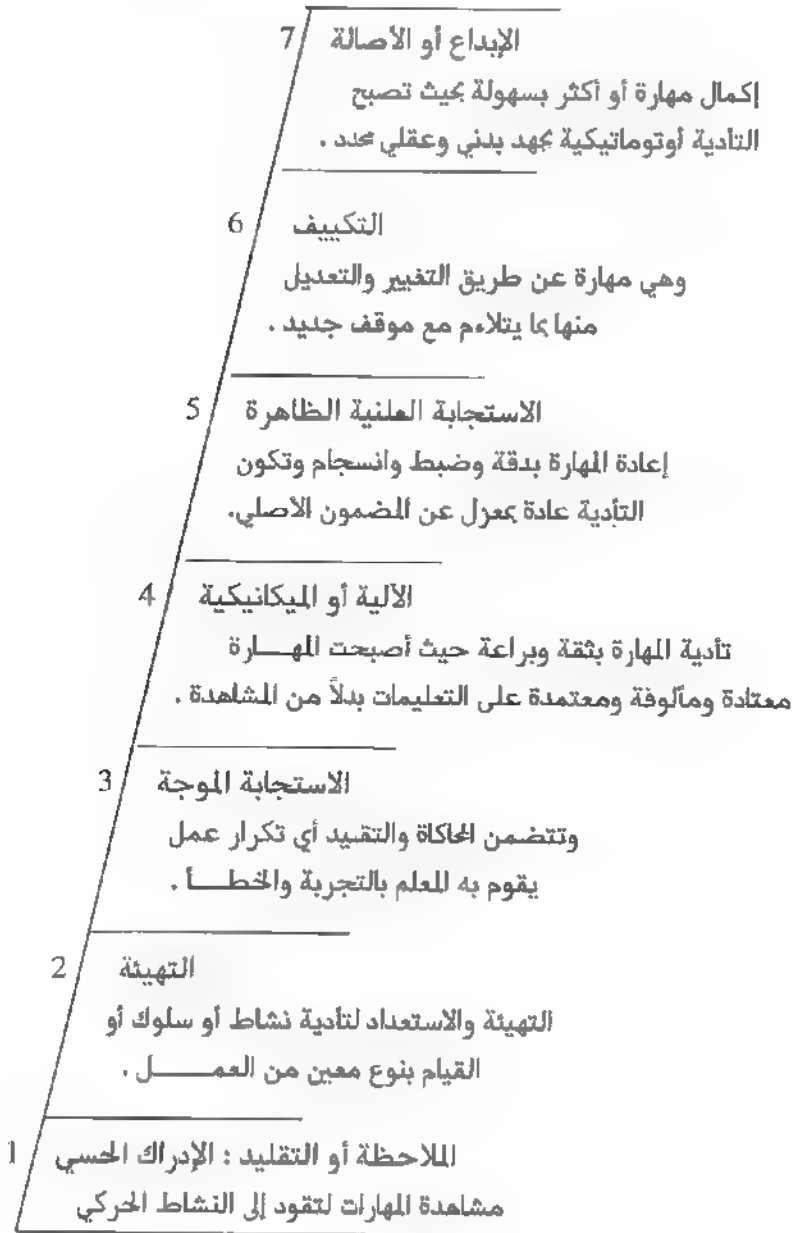 7 الإبداع أو الأصالة
إكمال مهارة أو أكثر بسهولة بحيث تصبح
التأدية أوتوماتيكية بجهد بدني وعقلي محدد .
6 التكييف
وهي مهارة عن طريق التغيير والتعديل
منها بما يتلاءم مع موقف جديد .
5 الاستجابة العلنية الظاهرة
إعادة المهارة بدقة وضبط وانسجام وتكون
التأدية عادة بمعزل عن المضمون الأصلي.
4 الآلية أو الميكانيكية
تأدية المهارة بثقة وبراعة حيث أصبحت المهـــارة
معتادة ومألوفة ومعتمدة على التعليمات بدلاً من المشاهدة .
3 الاستجابة الموجة
وتتضمن المحاكاة والتقيد أي تكرار عمل
يقوم به المعلم بالتجربة والخطـــأ .
2 التهيئة
التهيئة والاستعداد لتأدية نشاط أو سلوك أو
القيام بنوع معين من العمـــــل .
1 الملاحظة أو التقليد : الإدراك الحسي
مشاهدة المهارات لتقود إلى النشاط الحركي